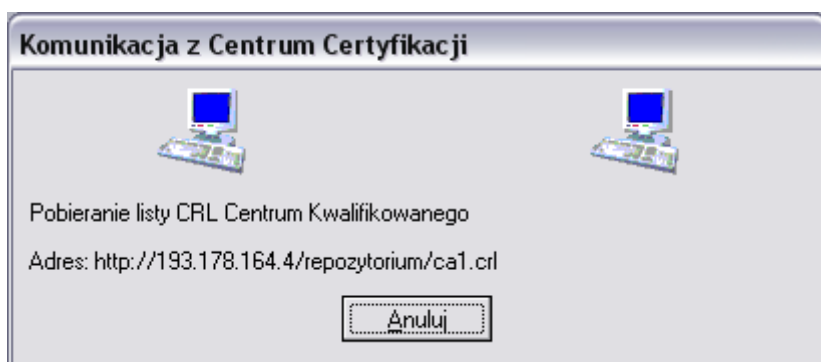 Komunikacja z Centrum Certyfikacji
Pobieranie listy CRL Centrum Kwalifikowanego
Adres: http://193.178.164.4/repozytorium/ca1.crl
Anuluj